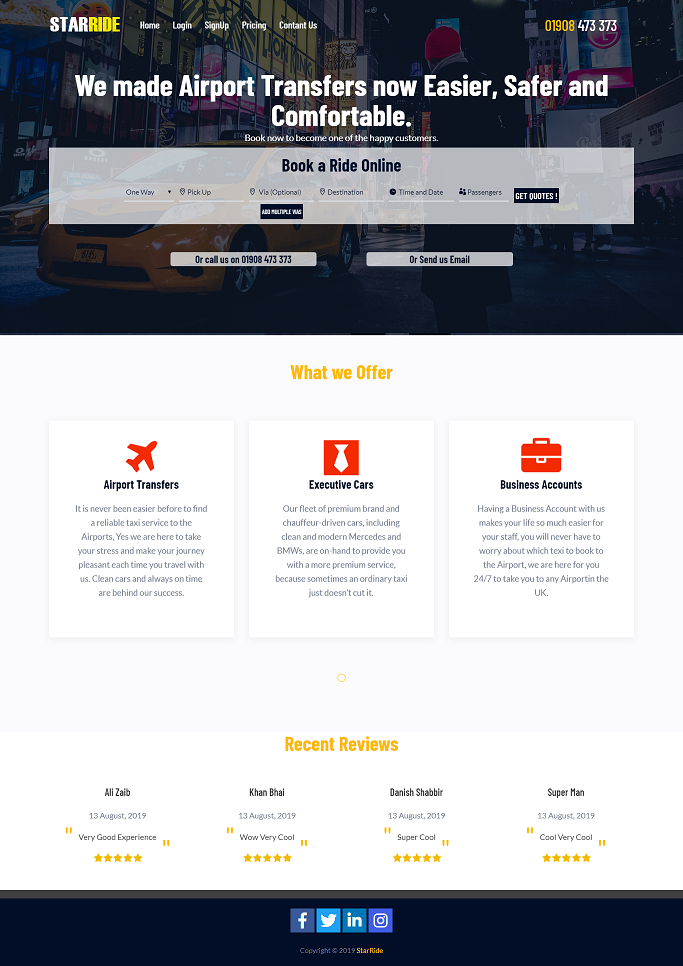 STARRIDE Home Login SignUp Pricing Contant Us 01908 473 373
We made Airport Transfers now Easier, Safer and
Comfortable.
Book now to become one of the happy customers.
Book a Ride Online
One Way Pick Up Via (Optional) Destination Time and Date Passengers GET QUOTES !
ADD MULTIPLE VIAS
Or call us on 01908 473 373 Or Send us Email
What we Offer
Airport Transfers
It is never been easier before to find
a reliable taxi service to the
Airports, Yes we are here to take
your stress and make your journey
pleasant each time you travel with
us. Clean cars and always on time
are behind our success.
Executive Cars
Our fleet of premium brand and
chauffeur-driven cars, including
clean and modern Mercedes and
BMWs, are on-hand to provide you
with a more premium service,
because sometimes an ordinary taxi
just doesn't cut it.
Business Accounts
Having a Business Account with us
makes your life so much easier for
your staff, you will never have to
worry about which texi to book to
the Airport, we are here for you
24/7 to take you to any Airportin the
UK.
Recent Reviews
Ali Zaib
13 August, 2019
" Very Good Experience "
Khan Bhai
13 August, 2019
" Wow Very Cool "
Danish Shabbir
13 August, 2019
" Super Cool "
Super Man
13 August, 2019
" Cool Very Cool "
Copyright © 2019 StarRide